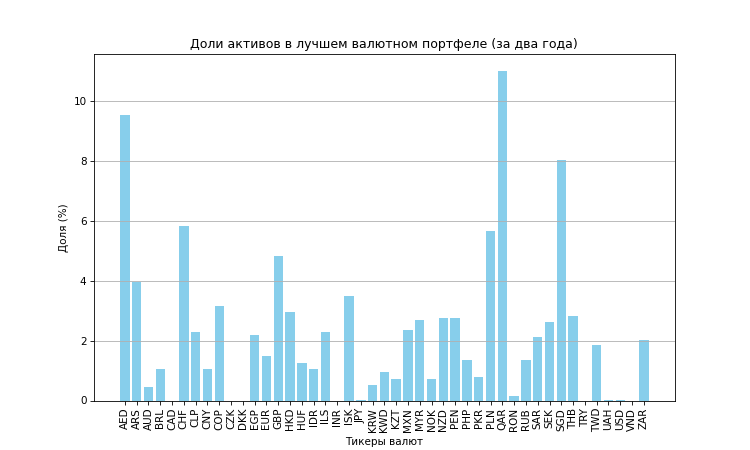 Доли активов в лучшем валютном портфеле (за два года)
Доля (%)
10
8
6
4
2
0
AED ARS AUD BRL CAD CHF CLP CNY COP CZK DKK EGP EUR GBP HKD HUF IDR ILS INR ISK JPY KRW KWD KZT MXN MYR NOK NZD PEN PHP PKR PLN QAR RON RUB SAR SEK SGD THB TRY TWD UAH USD VND ZAR
Тикеры валют